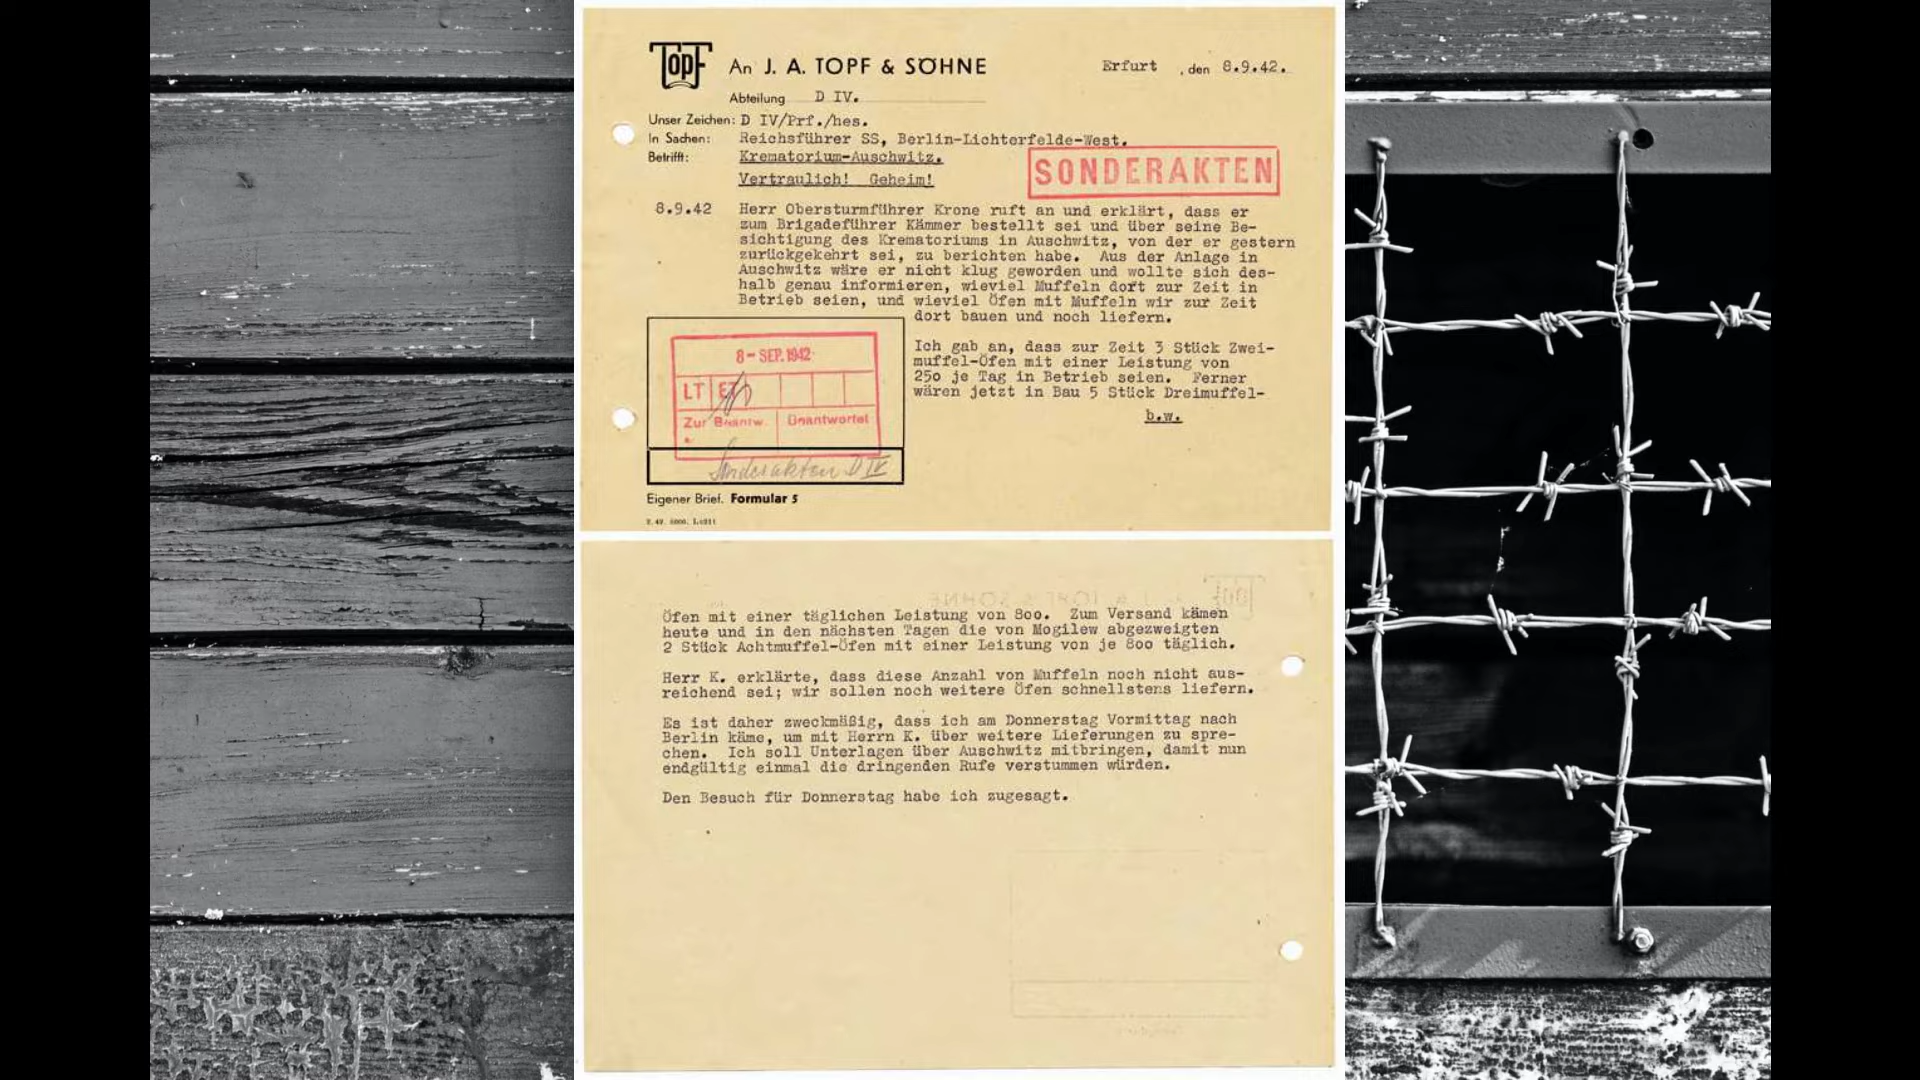 Topf
An J. A. TOPF & SÖHNE
Erfurt , den 8.9.42.
Abteilung D IV.
Unser Zeichen: D IV/Prf./hes.
In Sachen: Reichsführer SS, Berlin-Lichterfelde-West.
Betrifft: Krematorium-Auschwitz.
Vertraulich! Geheim!
SONDERAKTEN
8.9.42 Herr Obersturmführer Krone ruft an und erklärt, dass er
zum Brigadeführer Kämmer bestellt sei und über seine Be-
sichtigung des Krematoriums in Auschwitz, von der er gestern
zurückgekehrt sei, zu berichten habe. Aus der Anlage in
Auschwitz wäre er nicht klug geworden und wollte sich des-
halb genau informieren, wieviel Muffeln dort zur Zeit in
Betrieb seien, und wieviel Öfen mit Muffeln wir zur Zeit
dort bauen und noch liefern.
Ich gab an, dass zur Zeit 3 Stück Zwei-
muffel-Öfen mit einer Leistung von
25o je Tag in Betrieb seien. Ferner
wären jetzt in Bau 5 Stück Dreimuffel-
b.w.
8- SEP. 1942
LT
Zur Beantw. Beantwortet
Sonderakten D IV
Eigener Brief. Formular 5
Öfen mit einer täglichen Leistung von 8oo. Zum Versand kämen
heute und in den nächsten Tagen die von Mogilew abgezweigten
2 Stück Achtmuffel-Öfen mit einer Leistung von je 8oo täglich.
Herr K. erklärte, dass diese Anzahl von Muffeln noch nicht aus-
reichend sei; wir sollen noch weitere Öfen schnellstens liefern.
Es ist daher zweckmäßig, dass ich am Donnerstag Vormittag nach
Berlin käme, um mit Herrn K. über weitere Lieferungen zu spre-
chen. Ich soll Unterlagen über Auschwitz mitbringen, damit nun
endgültig einmal die dringenden Rufe verstummen würden.
Den Besuch für Donnerstag habe ich zugesagt.